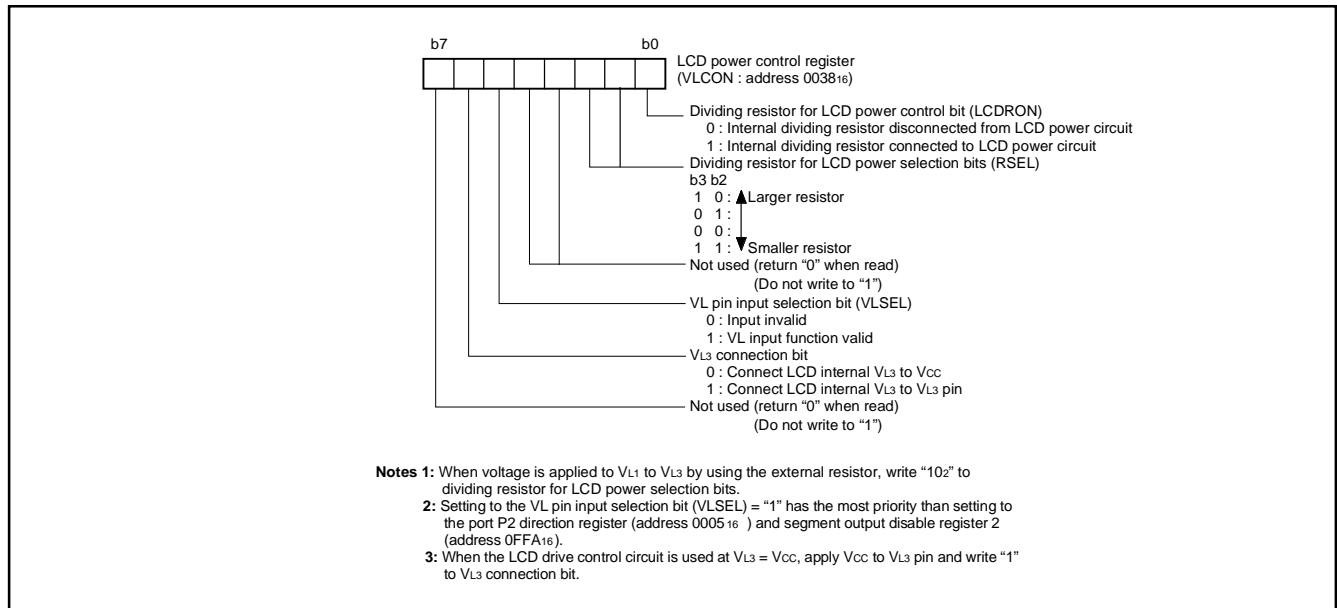 b7 b0
LCD power control register
(VLCON : address 003816)
Dividing resistor for LCD power control bit (LCDRON)
0 : Internal dividing resistor disconnected from LCD power circuit
1 : Internal dividing resistor connected to LCD power circuit
Dividing resistor for LCD power selection bits (RSEL)
b3 b2
1 0 : Larger resistor
0 1 :
0 0 :
1 1 : Smaller resistor
Not used (return “0” when read)
(Do not write to “1”)
VL pin input selection bit (VLSEL)
0 : Input invalid
1 : VL input function valid
VL3 connection bit
0 : Connect LCD internal VL3 to VCC
1 : Connect LCD internal VL3 to VL3 pin
Not used (return “0” when read)
(Do not write to “1”)
Notes 1: When voltage is applied to VL1 to VL3 by using the external resistor, write “102” to
dividing resistor for LCD power selection bits.
2: Setting to the VL pin input selection bit (VLSEL) = “1” has the most priority than setting to
the port P2 direction register (address 000516 ) and segment output disable register 2
(address 0FFA16).
3: When the LCD drive control circuit is used at VL3 = VCC, apply VCC to VL3 pin and write “1”
to VL3 connection bit.